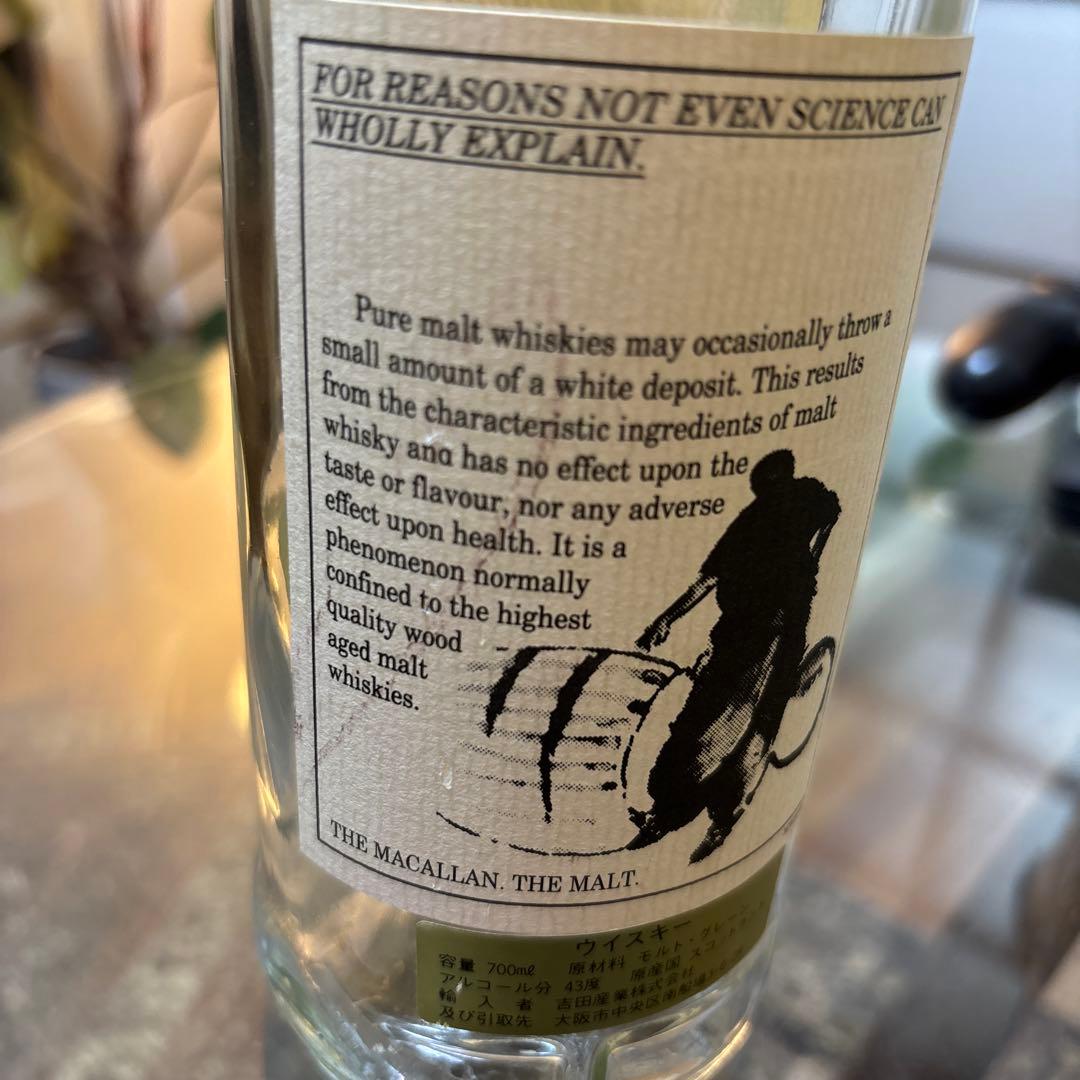 FOR REASONS NOT EVEN SCIENCE CAN
WHOLLY EXPLAIN.
Pure malt whiskies may occasionally throw a
small amount of a white deposit. This results
from the characteristic ingredients of malt
whisky and has no effect upon the
taste or flavour, nor any adverse
effect upon health. It is a
phenomenon normally
confined to the highest
quality wood
aged malt
whiskies.
THE MACALLAN. THE MALT.
ウイスキー
容量 700mℓ 原材料 モルト・グレーン
アルコール分 43度 原産国 スコットランド
輸入者 吉田産業株式会社
及び引取先 大阪市中央区南船場